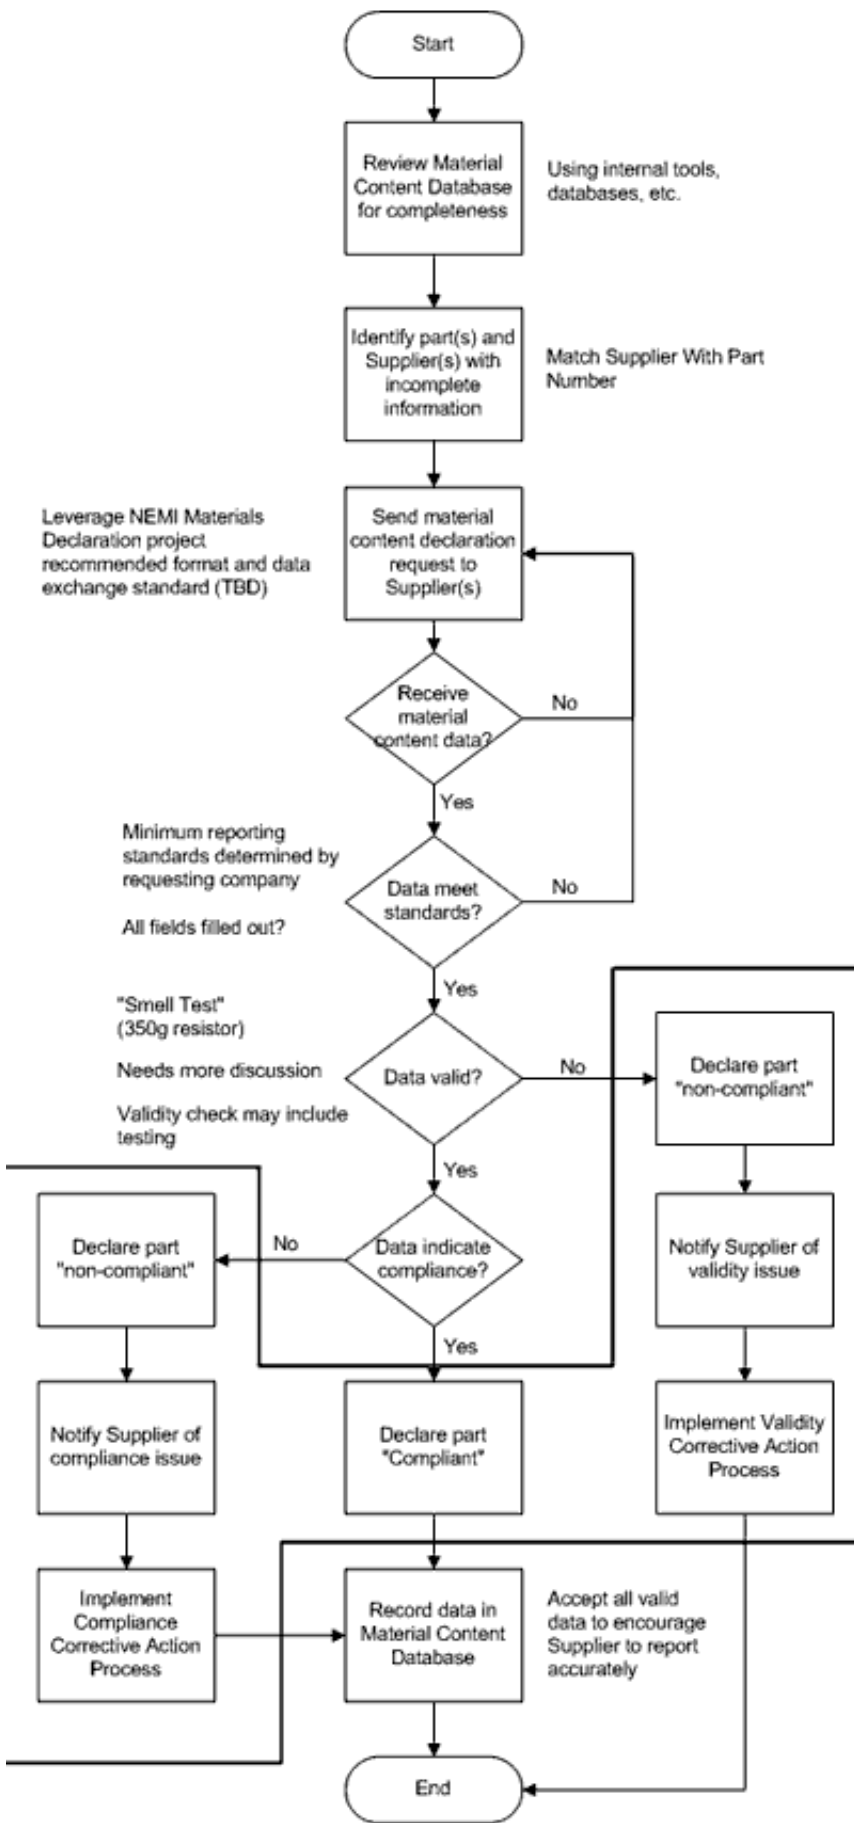 Start
Review Material
Content Database
for completeness
Using internal tools,
databases, etc.
Identify part(s) and
Supplier(s) with
incomplete
information
Match Supplier With Part
Number
Leverage NEMI Materials
Declaration project
recommended format and data
exchange standard (TBD)
Send material
content declaration
request to
Supplier(s)
Receive
material
content data?
No
Yes
Minimum reporting
standards determined by
requesting company
All fields filled out?
Data meet
standards?
No
Yes
"Smell Test"
(350g resistor)
Needs more discussion
Validity check may include
testing
Data valid?
No
Declare part
"non-compliant"
Yes
Declare part
"non-compliant"
No
Data indicate
compliance?
Notify Supplier of
validity issue
Yes
Notify Supplier of
compliance issue
Declare part
"Compliant"
Implement Validity
Corrective Action
Process
Implement
Compliance
Corrective Action
Process
Record data in
Material Content
Database
Accept all valid
data to encourage
Supplier to report
accurately
End